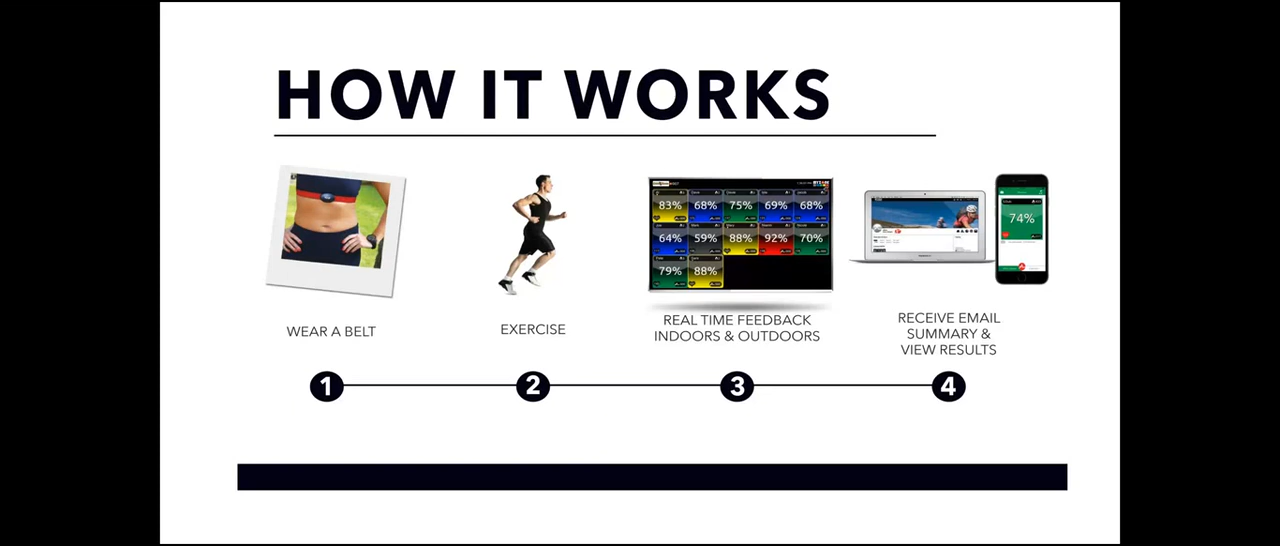 HOW IT WORKS
83% 68% 75% 69% 68%
64% 59% 88% 92% 70%
79% 88%
74%
WEAR A BELT
EXERCISE
REAL TIME FEEDBACK
INDOORS & OUTDOORS
RECEIVE EMAIL
SUMMARY &
VIEW RESULTS
1
2
3
4